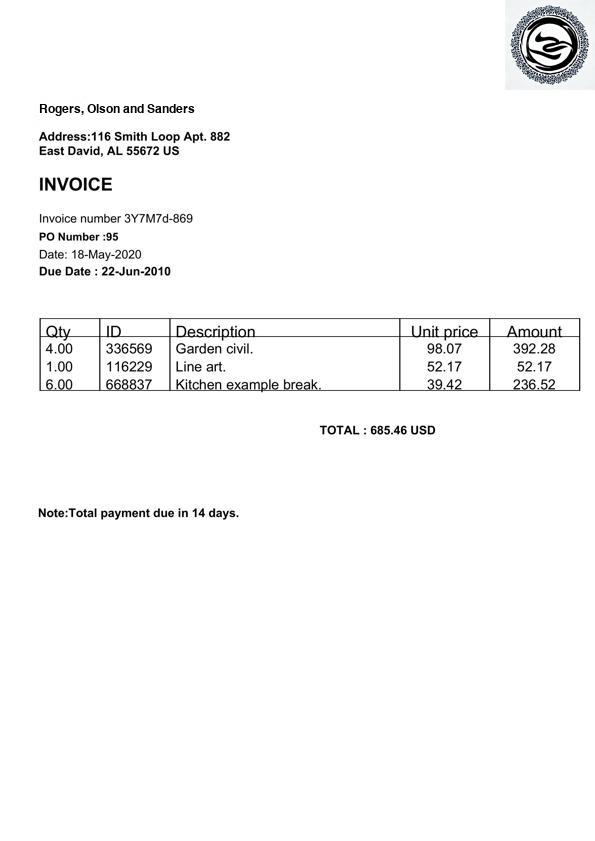 Rogers, Olson and Sanders
Address:116 Smith Loop Apt. 882
East David, AL 55672 US
INVOICE
Invoice number 3Y7M7d-869
PO Number :95
Date: 18-May-2020
Due Date : 22-Jun-2010
Qty ID Description Unit price Amount
4.00 336569 Garden civil. 98.07 392.28
1.00 116229 Line art. 52.17 52.17
6.00 668837 Kitchen example break. 39.42 236.52
TOTAL : 685.46 USD
Note:Total payment due in 14 days.